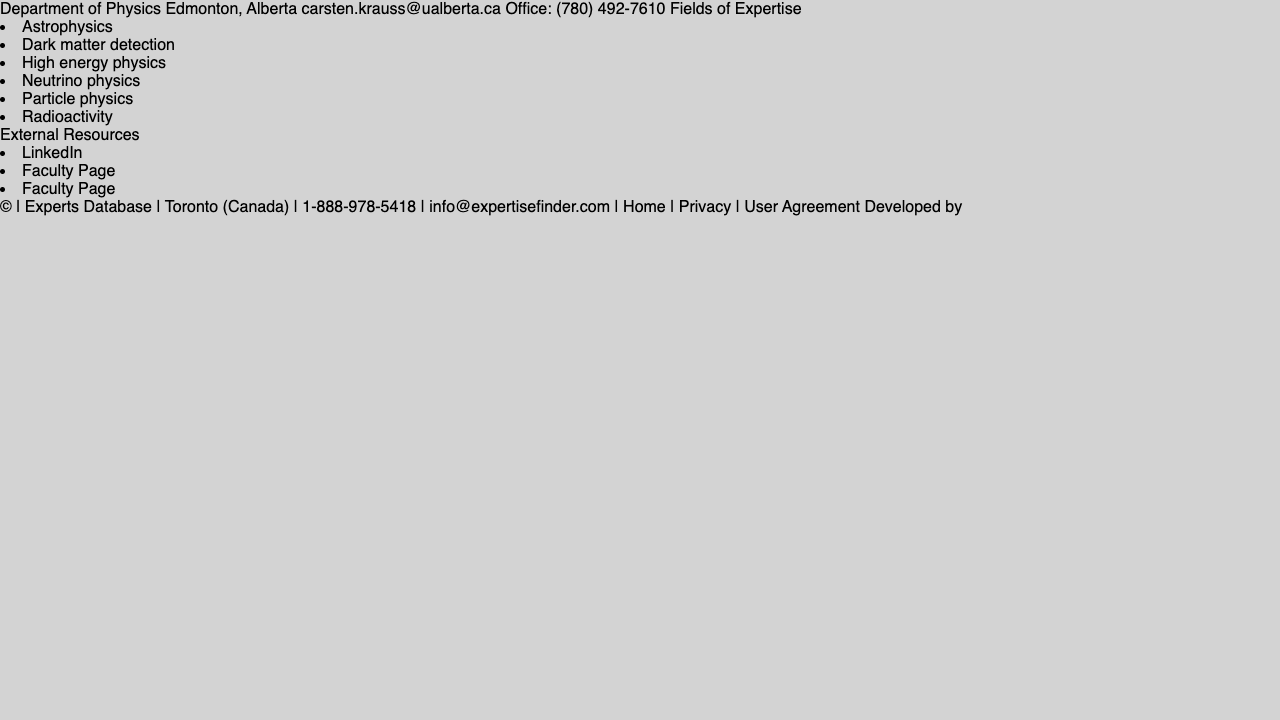 Department of Physics Edmonton, Alberta carsten.krauss@ualberta.ca Office: (780) 492-7610 Fields of Expertise
• Astrophysics
• Dark matter detection
• High energy physics
• Neutrino physics
• Particle physics
• Radioactivity
External Resources
• LinkedIn
• Faculty Page
• Faculty Page
© | Experts Database | Toronto (Canada) | 1-888-978-5418 | info@expertisefinder.com | Home | Privacy | User Agreement Developed by